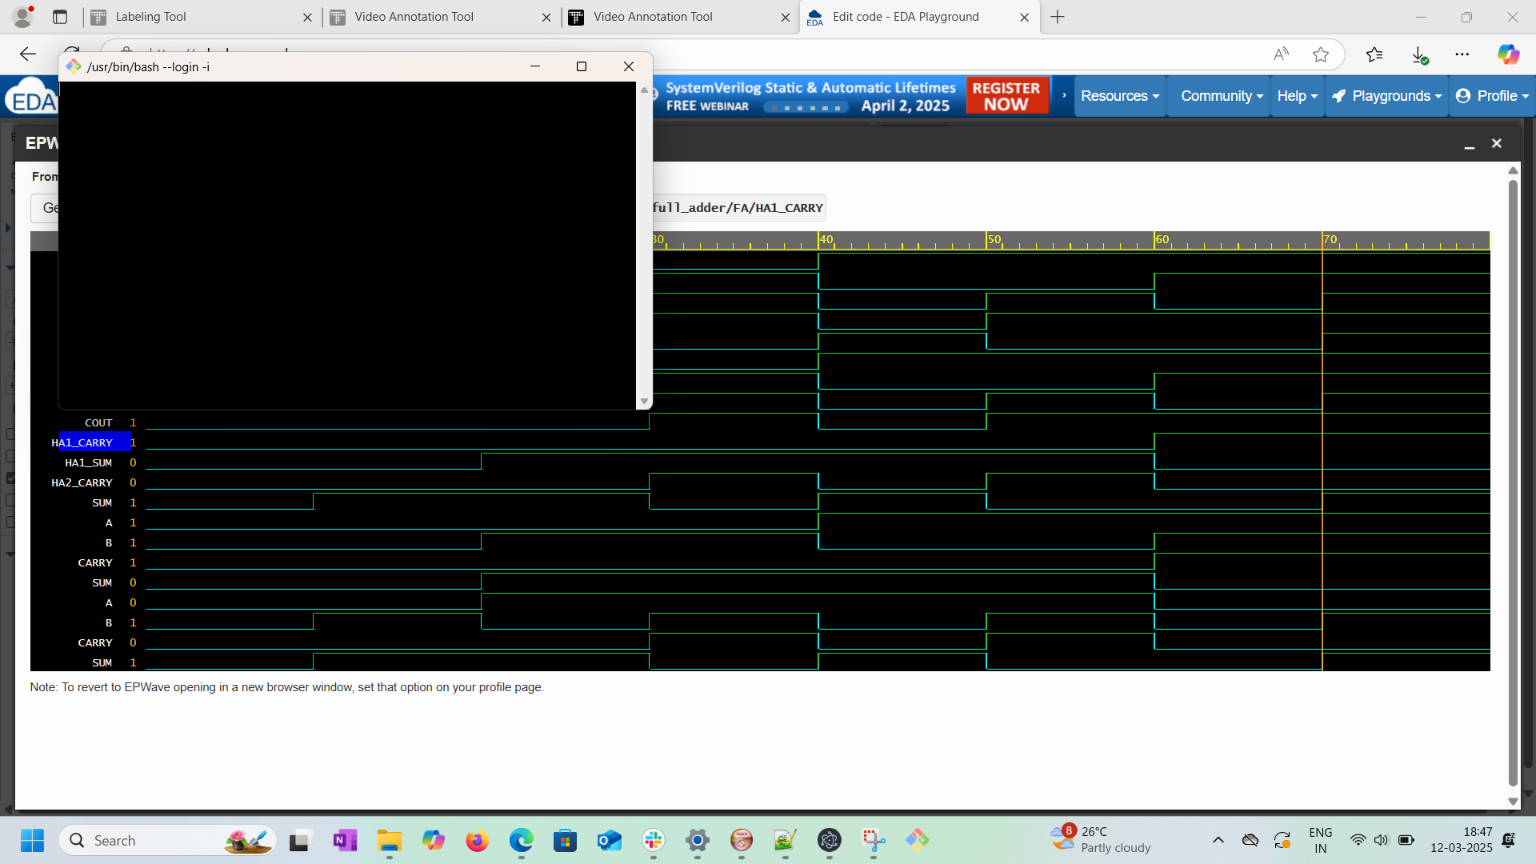 Labeling Tool
Video Annotation Tool
Video Annotation Tool
EDA Edit code - EDA Playground
/usr/bin/bash --login -i
EDA
SystemVerilog Static & Automatic Lifetimes
FREE WEBINAR April 2, 2025
REGISTER NOW
Resources
Community
Help
Playgrounds
Profile
EPW
From
Ge
full_adder/FA/HA1_CARRY
30 40 50 60 70
COUT 1
HA1_CARRY 1
HA1_SUM 0
HA2_CARRY 0
SUM 1
A 1
B 1
CARRY 1
SUM 0
A 0
B 1
CARRY 0
SUM 1
Note: To revert to EPWave opening in a new browser window, set that option on your profile page.
Search
8
26°C
Partly cloudy
ENG
IN
18:47
12-03-2025